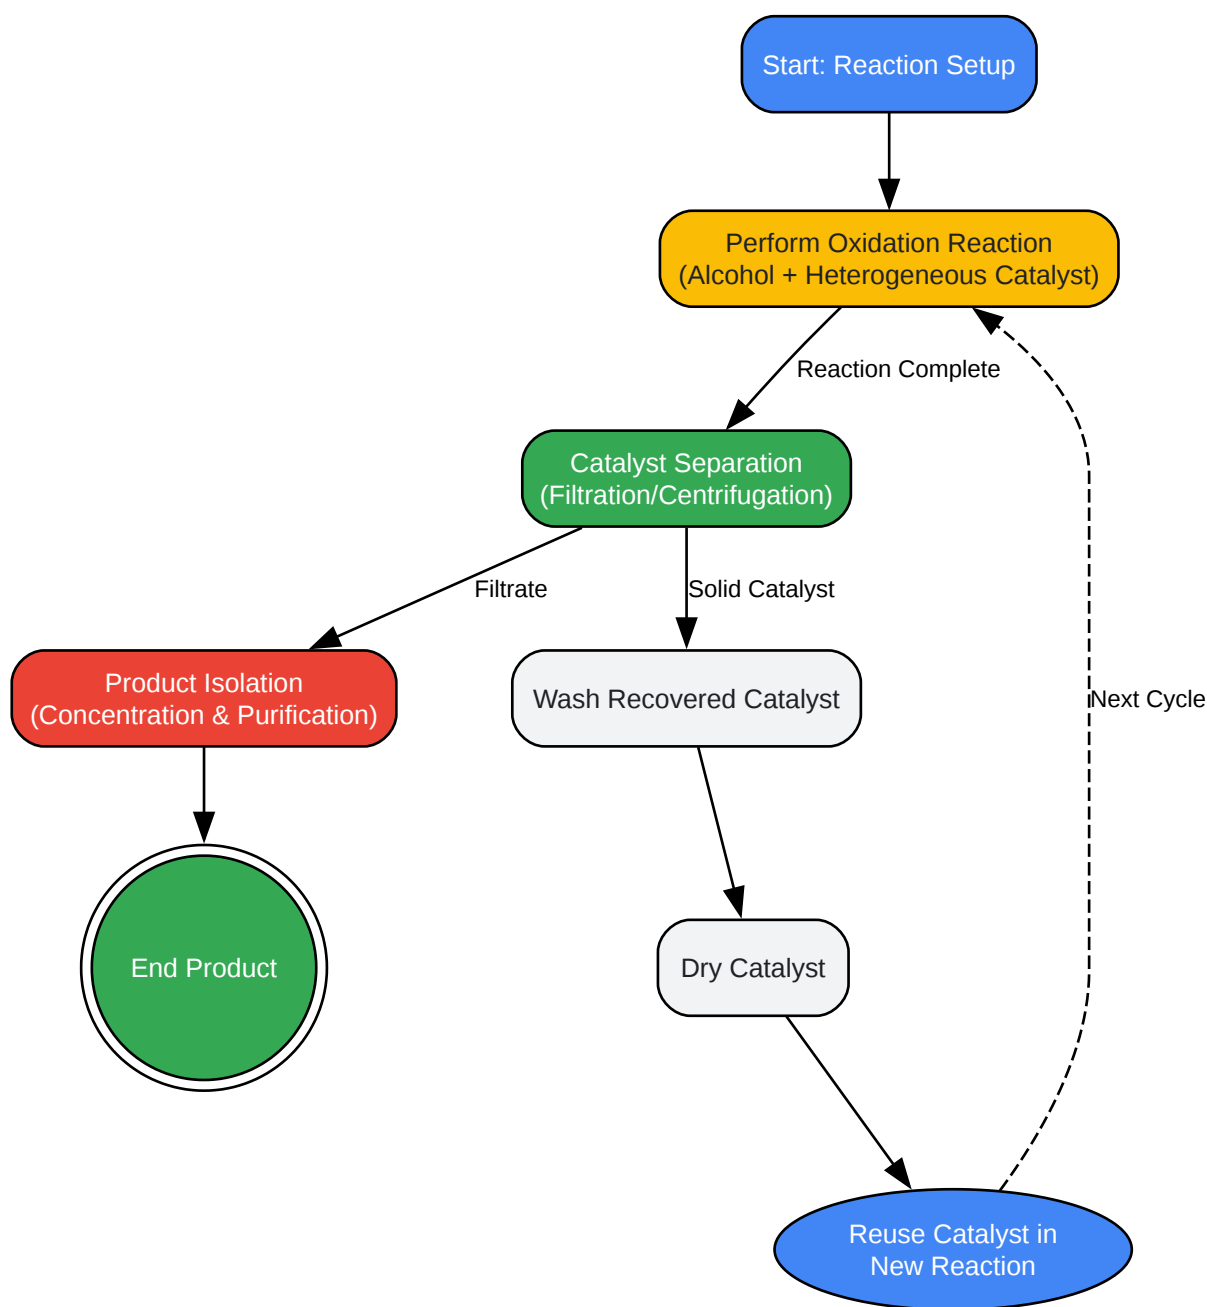 Start: Reaction Setup
Perform Oxidation Reaction
(Alcohol + Heterogeneous Catalyst)
Reaction Complete
Catalyst Separation
(Filtration/Centrifugation)
Filtrate
Solid Catalyst
Product Isolation
(Concentration & Purification)
Wash Recovered Catalyst
Next Cycle
End Product
Dry Catalyst
Reuse Catalyst in
New Reaction